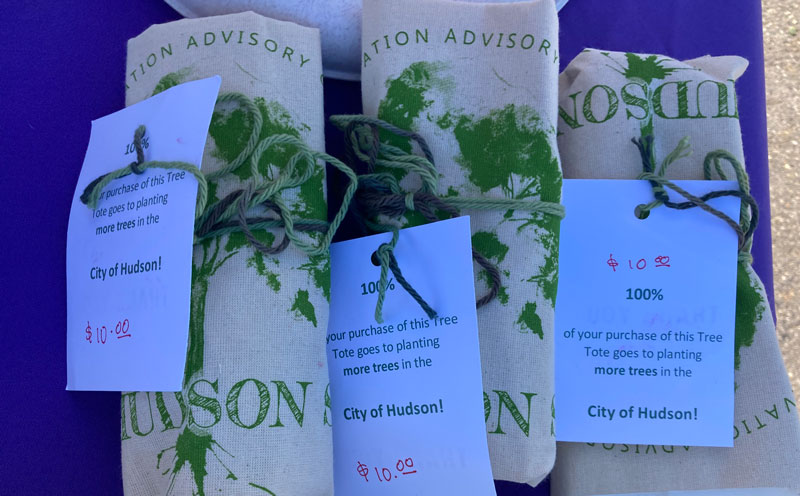 ATION ADVISORY
100%
your purchase of this Tree
Tote goes to planting
more trees in the
City of Hudson!
$10.00
HUDSON S
ATION ADVISORY
100%
your purchase of this Tree
Tote goes to planting
more trees in the
City of Hudson!
$10.00
ON S
HUDSON
$10.00
100%
of your purchase of this Tree
Tote goes to planting
more trees in the
City of Hudson!
VATION ADVISORY